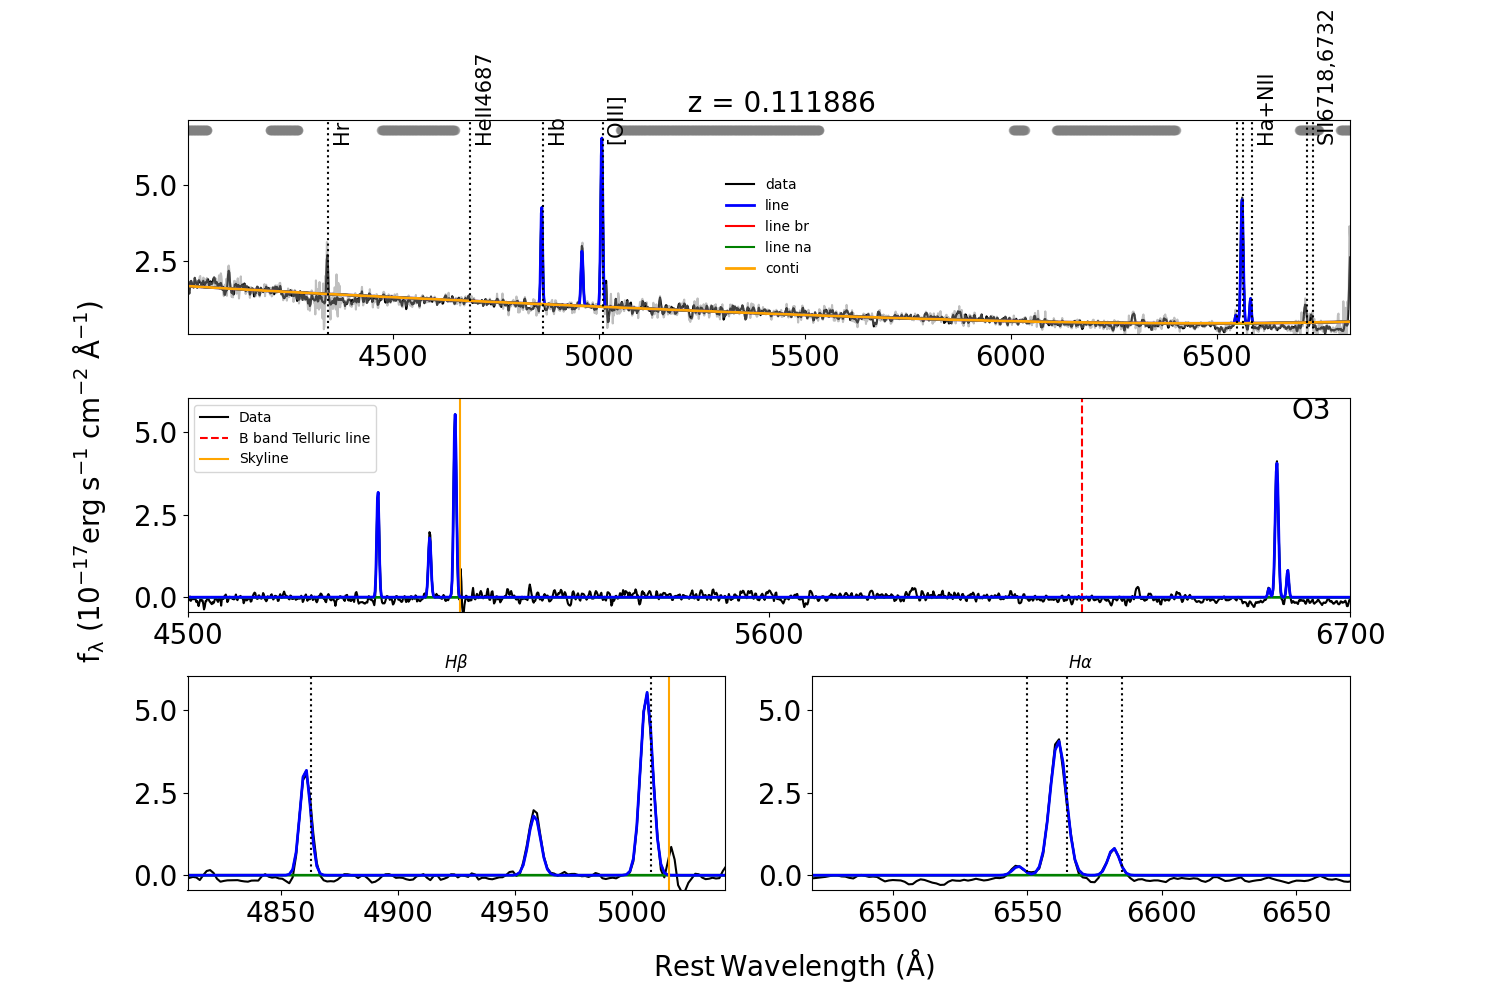 z = 0.111886
Hr
HeII4687
Hb
[OIII]
Ha+NII
SII6718,6732
5.0
2.5
data
line
line br
line na
conti
4500
5000
5500
6000
6500
fλ (10−17erg s−1 cm−2 Å−1)
O3
Data
B band Telluric line
Skyline
5.0
2.5
0.0
4500
5600
6700
Hβ
5.0
2.5
0.0
4850
4900
4950
5000
Hα
5.0
2.5
0.0
6500
6550
6600
6650
Rest Wavelength (Å)